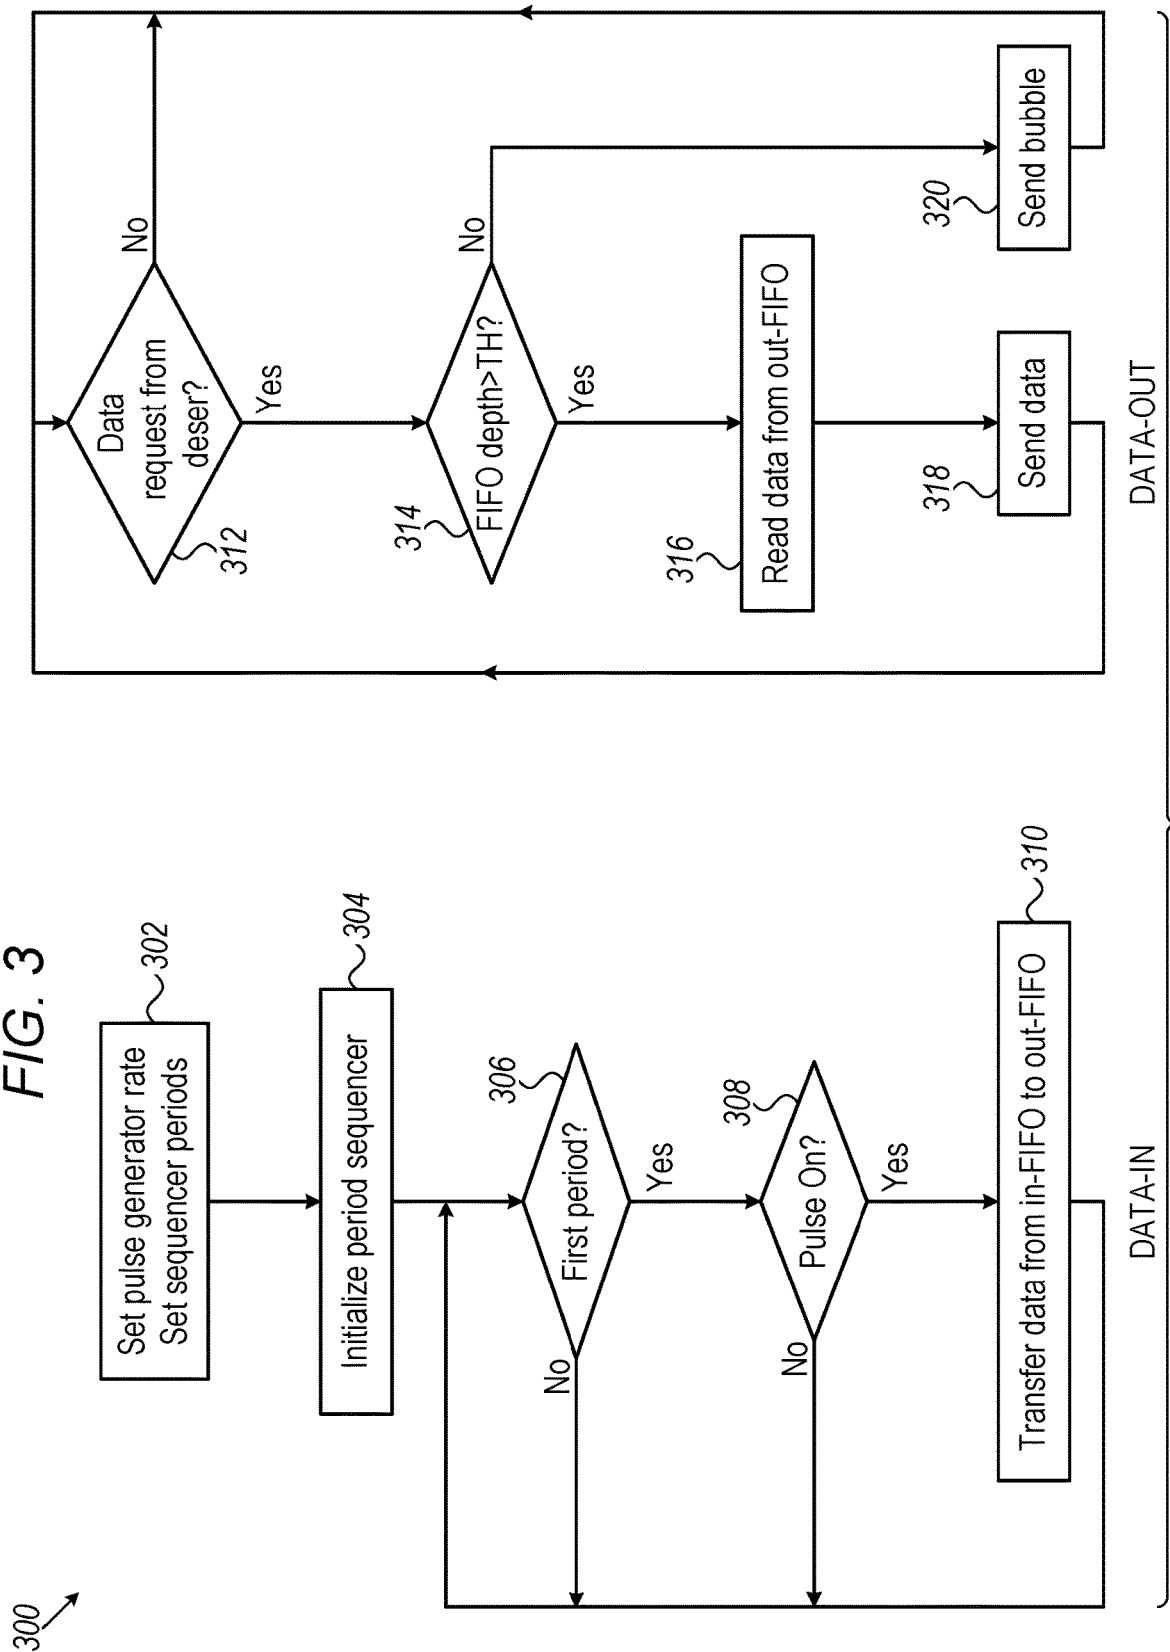 FIG. 3
300
Set pulse generator rate
Set sequencer periods
302
Initialize period sequencer
304
First period?
306
No
Yes
Pulse On?
308
No
Yes
Transfer data from in-FIFO to out-FIFO
310
DATA-IN
Data
request from
deser?
312
No
Yes
FIFO depth>TH?
314
No
Yes
Read data from out-FIFO
316
Send data
318
Send bubble
320
DATA-OUT